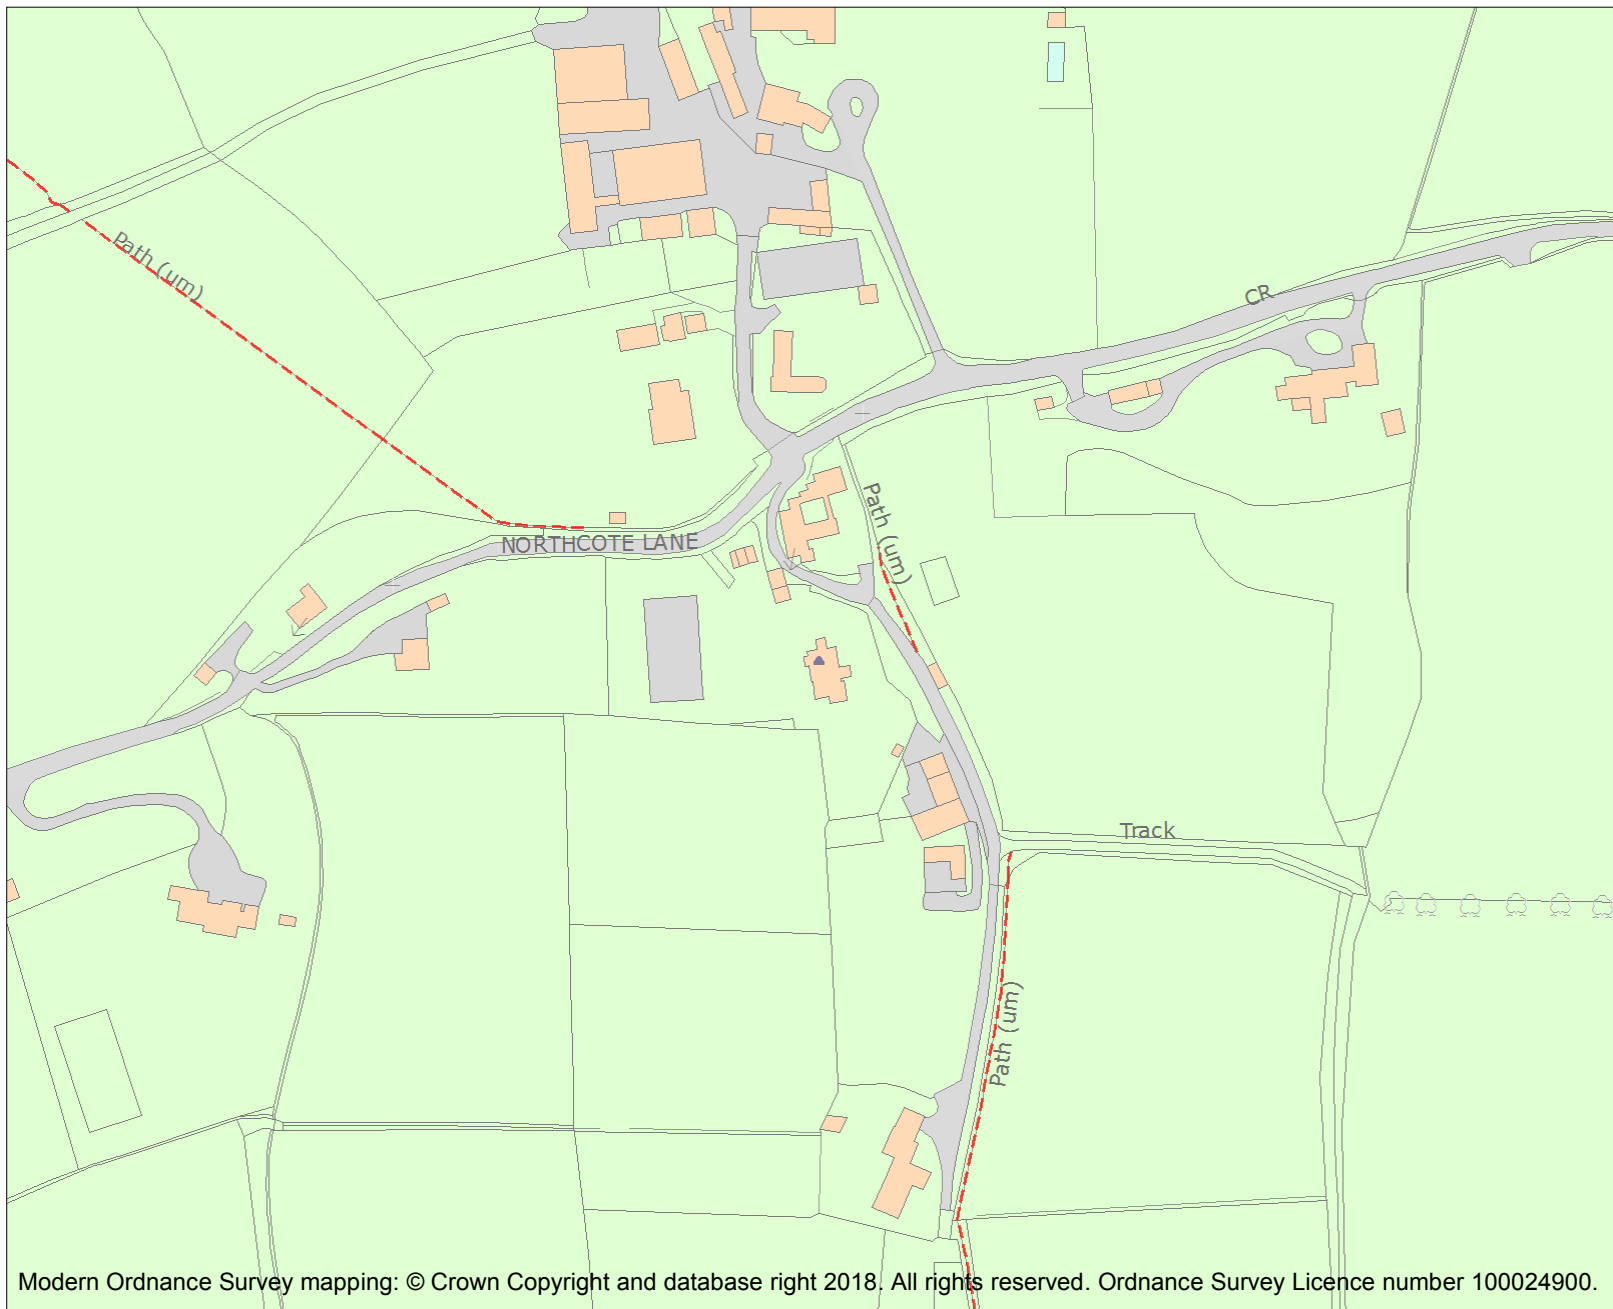 Path (um)
CR
Path (um)
NORTHCOTE LANE
Track
Path (um)
Modern Ordnance Survey mapping: © Crown Copyright and database right 2018. All rights reserved. Ordnance Survey Licence number 100024900.